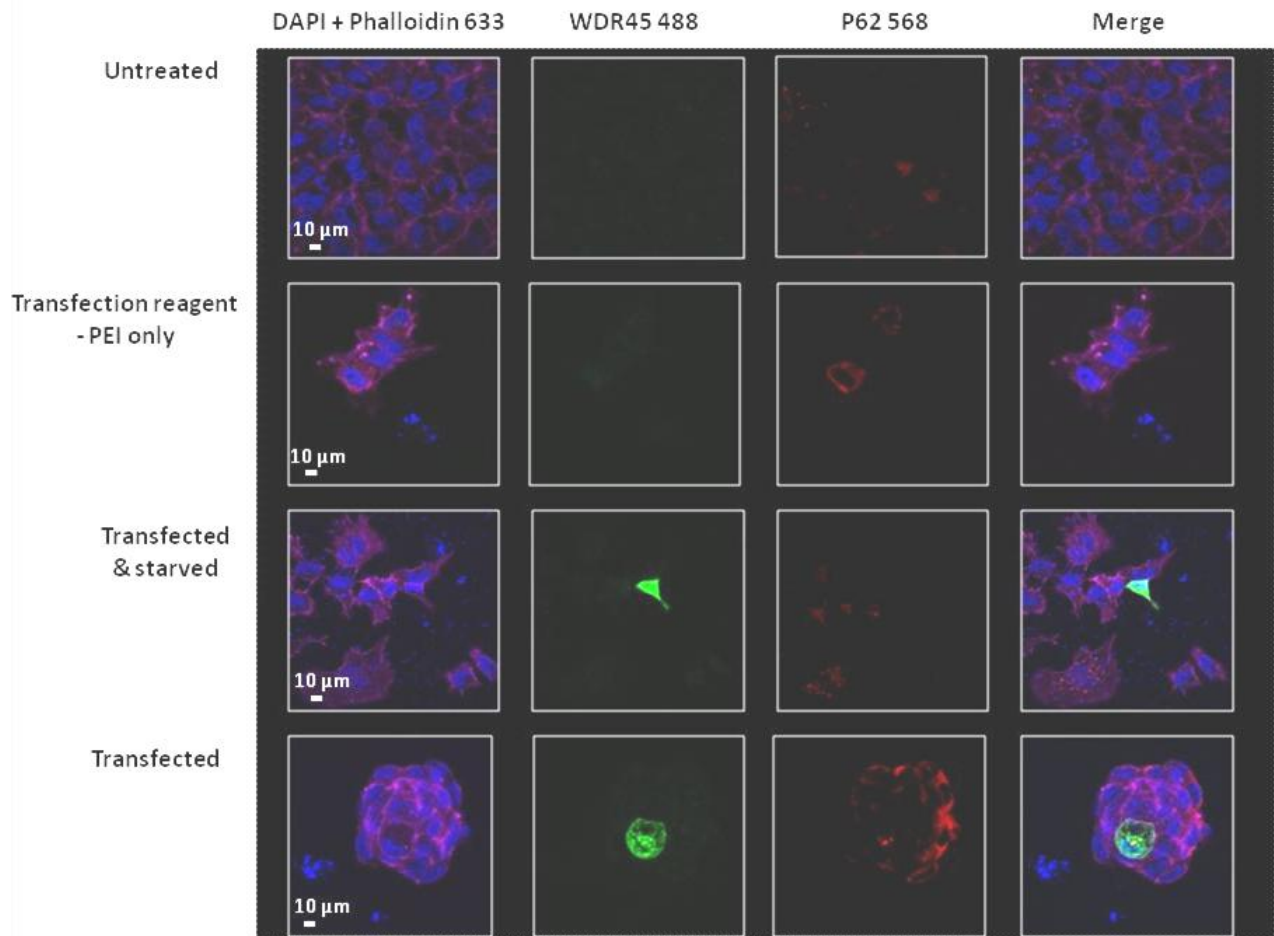 DAPI + Phalloidin 633 WDR45 488 P62 568 Merge
Untreated
10 µm
Transfection reagent
- PEI only
10 µm
Transfected
& starved
10 µm
Transfected
10 µm